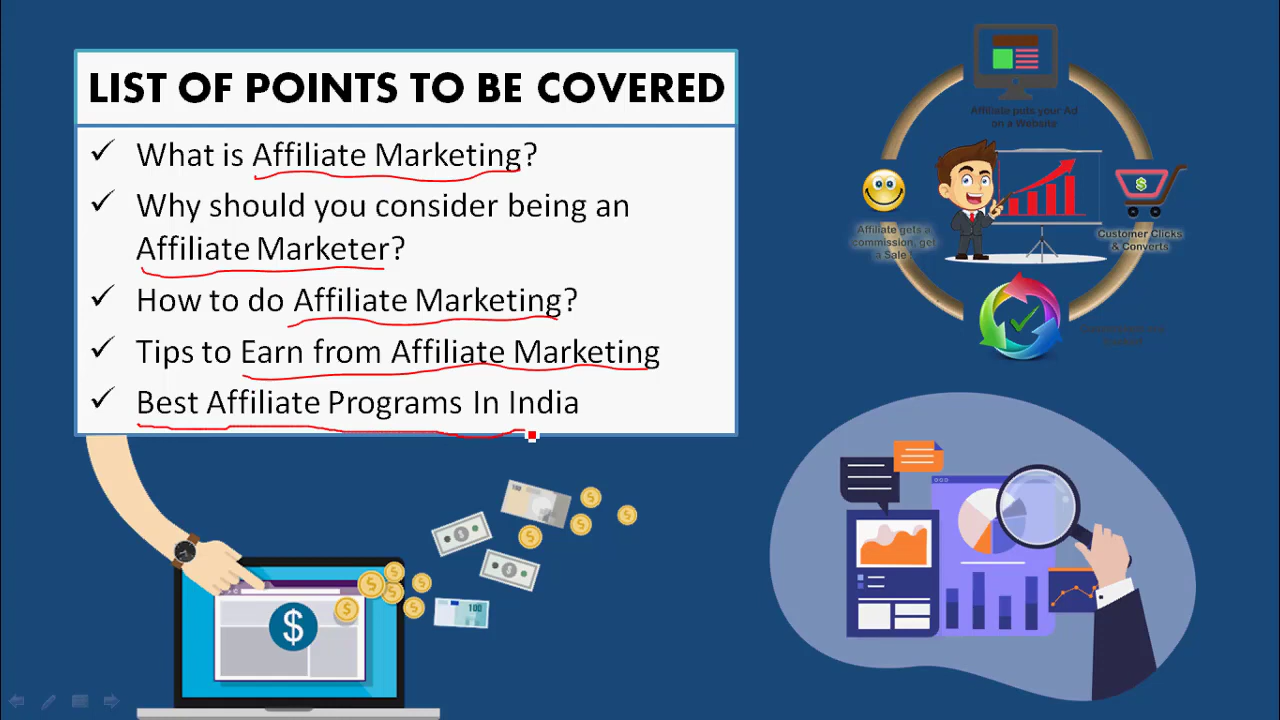 LIST OF POINTS TO BE COVERED
What is Affiliate Marketing?
Why should you consider being an
Affiliate Marketer?
How to do Affiliate Marketing?
Tips to Earn from Affiliate Marketing
Best Affiliate Programs In India
Affiliate puts your Ad
on a Website
Customer Clicks
& Converts
Affiliate gets a
commission, get
a Sale
100
100